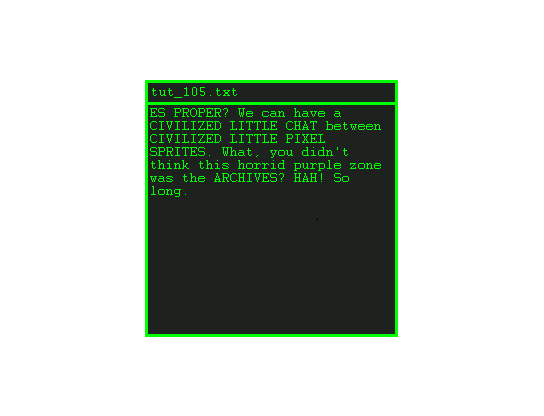 tut_105.txt
ES PROPER? We can have a
CIVILIZED LITTLE CHAT between
CIVILIZED LITTLE PIXEL
SPRITES. What, you didn't
think this horrid purple zone
was the ARCHIVES? HAH! So
long.